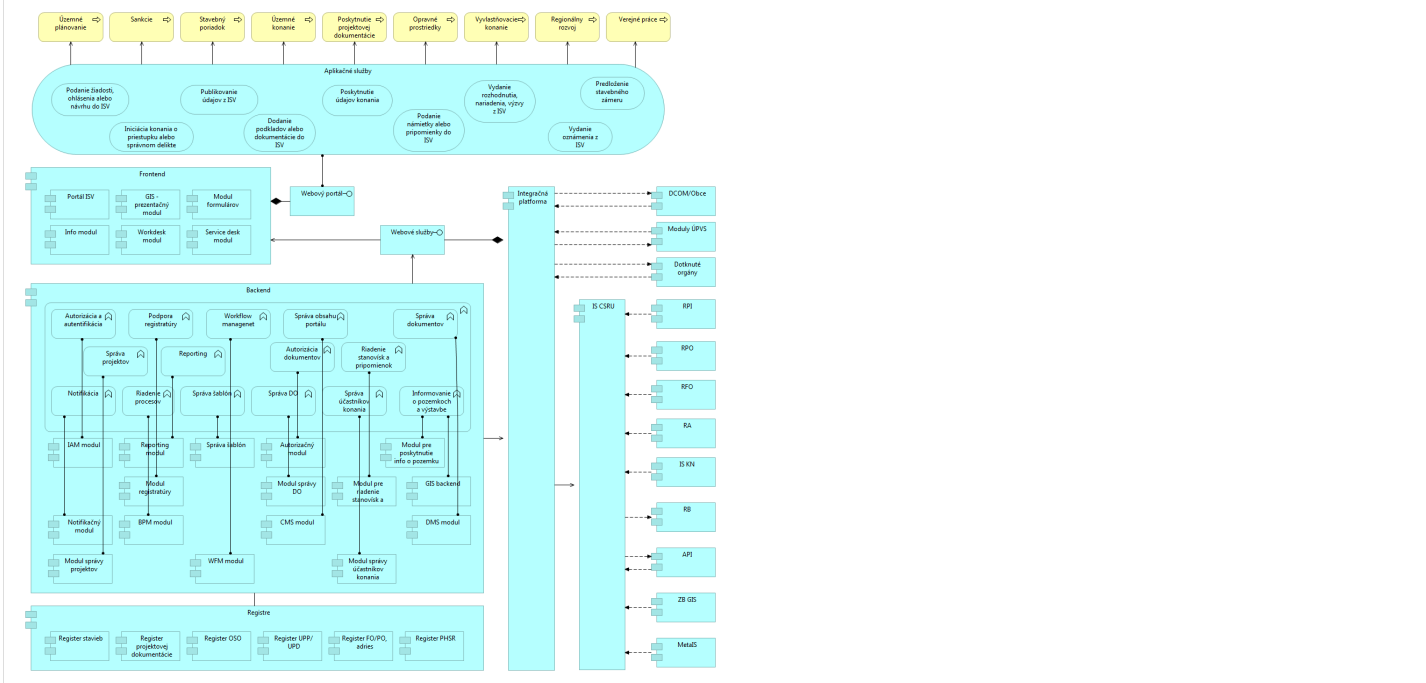 Územné
plánovanie
Sankcie
Stavebný
poriadok
Územné
konanie
Poskytnutie
projektovej
dokumentácie
Opravné
prostriedky
Vyvlastňovacie
konanie
Regionálny
rozvoj
Verejné práce
Aplikačné služby
Podanie žiadosti,
ohlásenia alebo
návrhu do ISV
Iniciácia konania o
priestupku alebo
správnom delikte
Publikovanie
údajov z ISV
Dodanie
podkladov alebo
dokumentácie do
ISV
Poskytnutie
údajov konania
Podanie
námietky alebo
pripomienky do
ISV
Vydanie
rozhodnutia,
nariadenia, výzvy
z ISV
Vydanie
oznámenia z
ISV
Predloženie
stavebného
zámeru
Frontend
Portál ISV
GIS -
prezentačný
modul
Modul
formulárov
Info modul
Workdesk
modul
Service desk
modul
Webový portál
Webové služby
Integračná
platforma
DCOM/Obce
Moduly ÚPVS
Dotknuté
orgány
IS CSRU
RPI
RPO
RFO
RA
IS KN
RB
API
ZB GIS
MetaIS
Backend
Autorizácia a
autentifikácia
Podpora
registratúry
Workflow
managenet
Správa obsahu
portálu
Správa
dokumentov
Správa
projektov
Reporting
Autorizácia
dokumentov
Riadenie
stanovísk a
pripomienok
Notifikácia
Riadenie
procesov
Správa šablón
Správa DO
Správa
účastníkov
konania
Informovanie
o pozemkoch
a výstavbe
IAM modul
Reporting
modul
Správa šablón
Autorizačný
modul
Modul pre
poskytnutie
info o pozemku
Modul
registratúry
Modul správy
DO
Modul pre
riadenie
stanovísk a
GIS backend
Notifikačný
modul
BPM modul
CMS modul
DMS modul
Modul správy
projektov
WFM modul
Modul správy
účastníkov
konania
Registre
Register stavieb
Register
projektovej
dokumentácie
Register OSO
Register UPP/
UPD
Register FO/PO,
adries
Register PHSR